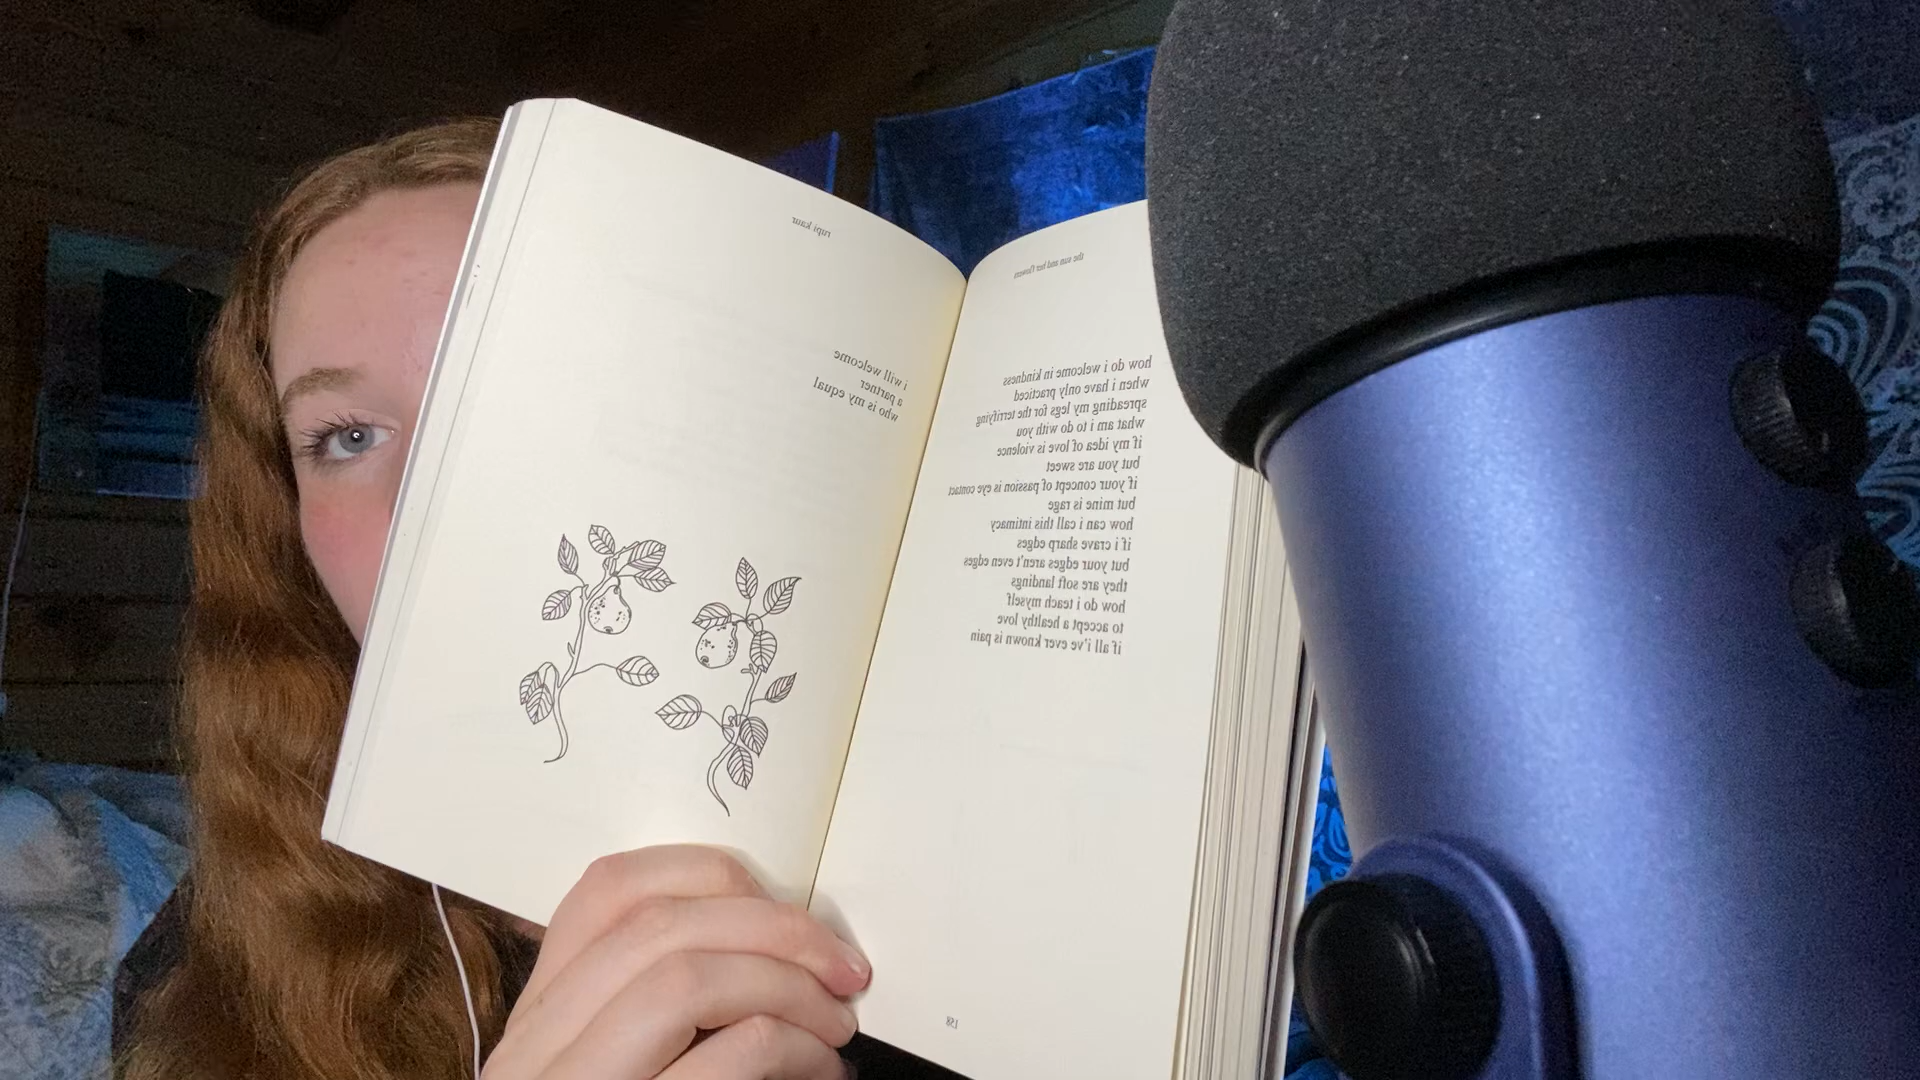 the sun and her flowers
how do i welcome in kindness
when i have only practiced
spreading my legs for the terrifying
what am i to do with you
if my idea of love is violence
but you are sweet
if your concept of passion is eye contact
but mine is rage
how can i call this intimacy
if i crave sharp edges
but your edges aren't even edges
they are soft landings
how do i teach myself
to accept a healthy love
if all i've ever known is pain
158
rupi kaur
i will welcome
a partner
who is my equal